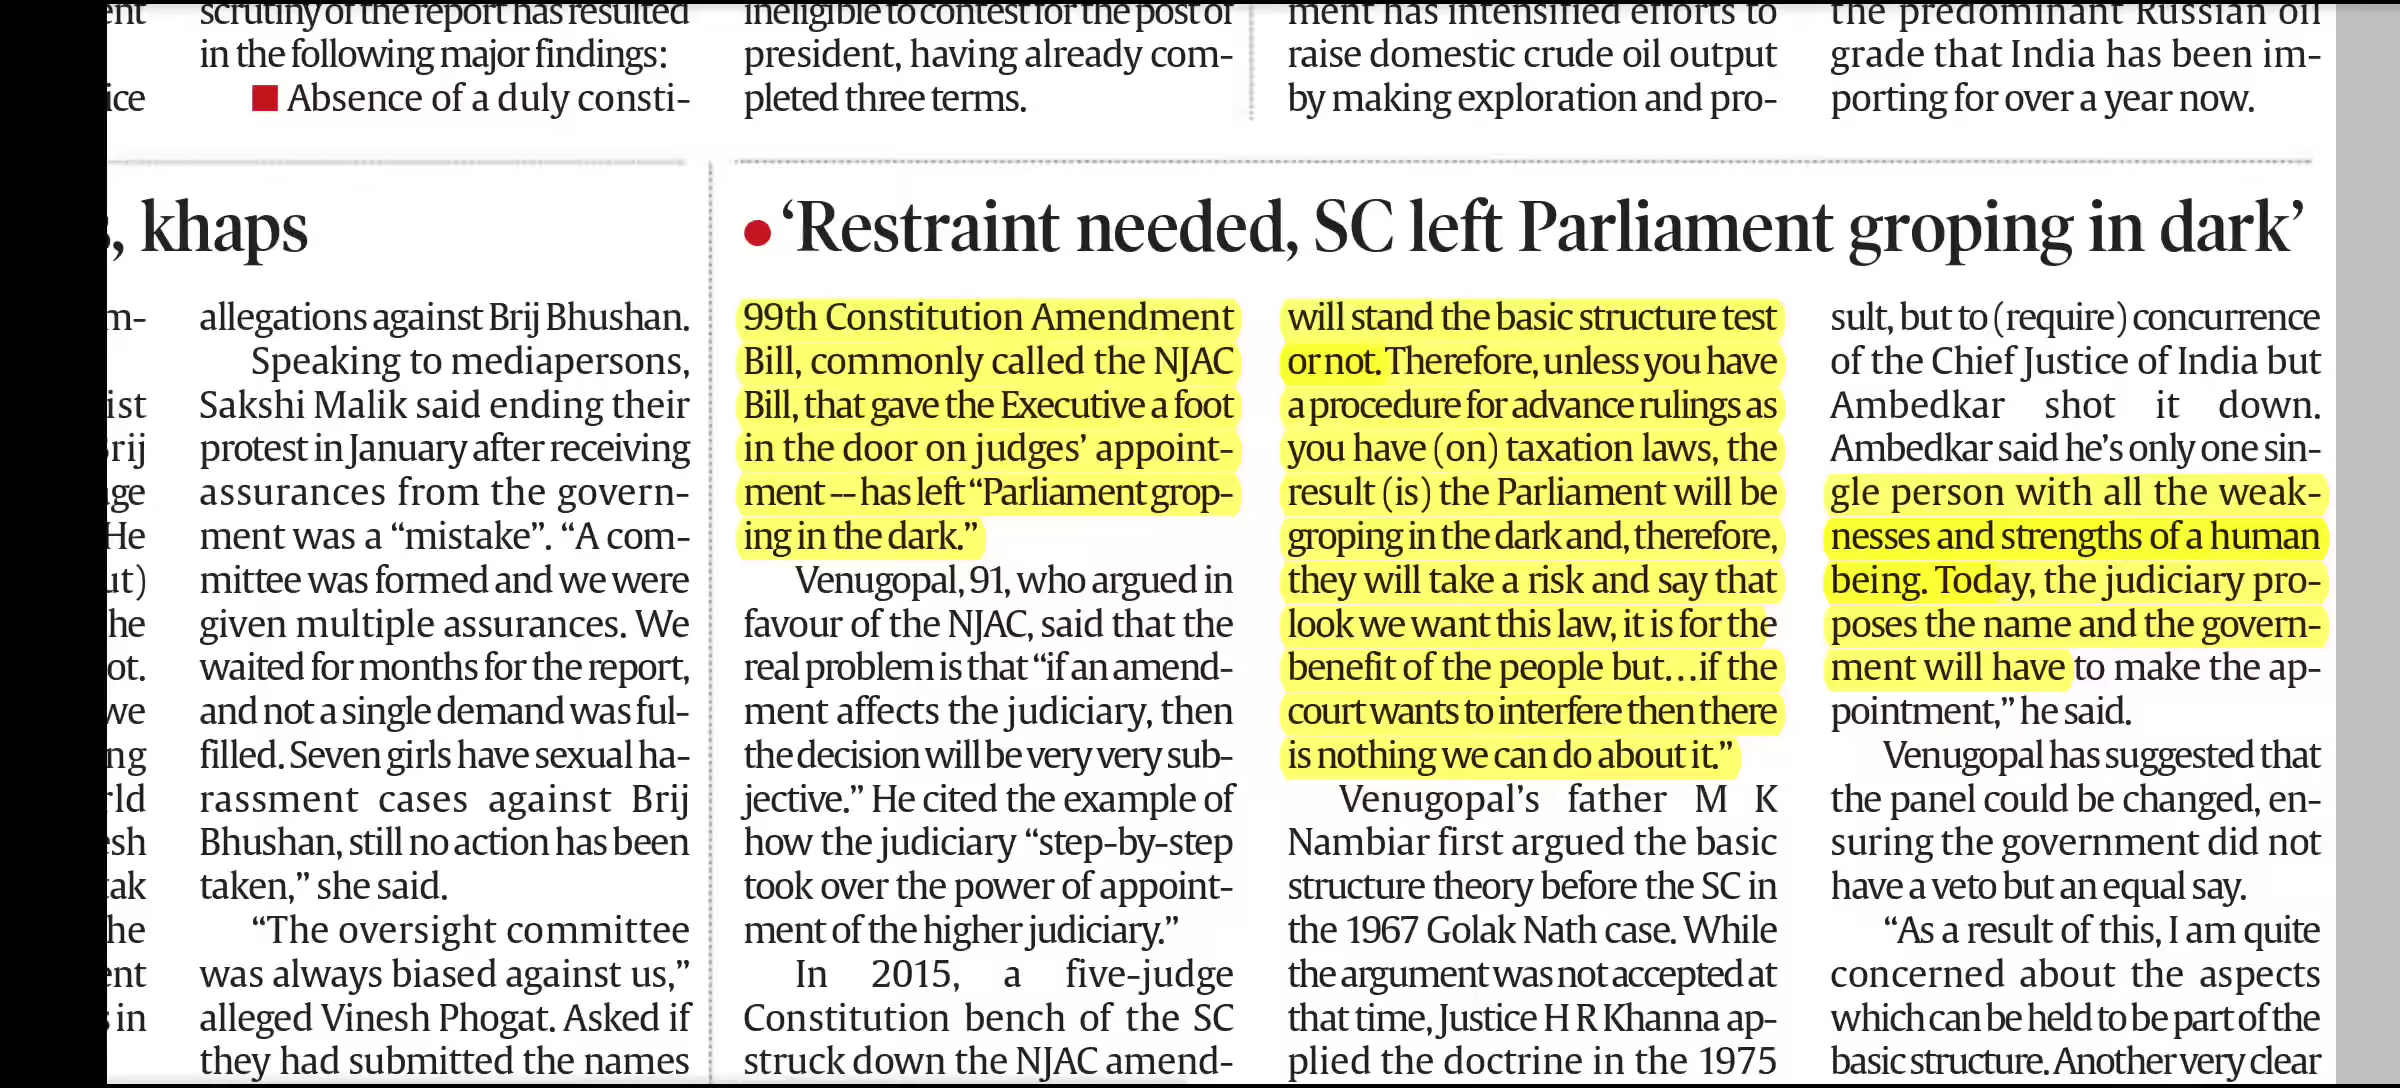 ent
ice
scrutiny of the report has resulted
in the following major findings:
Absence of a duly consti-
ineligible to contest for the post of
president, having already com-
pleted three terms.
ment has intensified efforts to
raise domestic crude oil output
by making exploration and pro-
the predominant Russian oil
grade that India has been im-
porting for over a year now.
, khaps
m-
ist
rij
ge
He
ut)
he
ot.
we
ng
rld
esh
tak
he
ent
s in
allegations against Brij Bhushan.
Speaking to mediapersons,
Sakshi Malik said ending their
protest in January after receiving
assurances from the govern-
ment was a “mistake”. “A com-
mittee was formed and we were
given multiple assurances. We
waited for months for the report,
and not a single demand was ful-
filled. Seven girls have sexual ha-
rassment cases against Brij
Bhushan, still no action has been
taken,” she said.
“The oversight committee
was always biased against us,”
alleged Vinesh Phogat. Asked if
they had submitted the names
‘Restraint needed, SC left Parliament groping in dark’
99th Constitution Amendment
Bill, commonly called the NJAC
Bill, that gave the Executive a foot
in the door on judges’ appoint-
ment -- has left “Parliament grop-
ing in the dark.”
Venugopal, 91, who argued in
favour of the NJAC, said that the
real problem is that “if an amend-
ment affects the judiciary, then
the decision will be very very sub-
jective.” He cited the example of
how the judiciary “step-by-step
took over the power of appoint-
ment of the higher judiciary.”
In 2015, a five-judge
Constitution bench of the SC
struck down the NJAC amend-
will stand the basic structure test
or not. Therefore, unless you have
a procedure for advance rulings as
you have (on) taxation laws, the
result (is) the Parliament will be
groping in the dark and, therefore,
they will take a risk and say that
look we want this law, it is for the
benefit of the people but...if the
court wants to interfere then there
is nothing we can do about it.”
Venugopal’s father M K
Nambiar first argued the basic
structure theory before the SC in
the 1967 Golak Nath case. While
the argument was not accepted at
that time, Justice H R Khanna ap-
plied the doctrine in the 1975
sult, but to (require) concurrence
of the Chief Justice of India but
Ambedkar shot it down.
Ambedkar said he’s only one sin-
gle person with all the weak-
nesses and strengths of a human
being. Today, the judiciary pro-
poses the name and the govern-
ment will have to make the ap-
pointment,” he said.
Venugopal has suggested that
the panel could be changed, en-
suring the government did not
have a veto but an equal say.
“As a result of this, I am quite
concerned about the aspects
which can be held to be part of the
basic structure. Another very clear